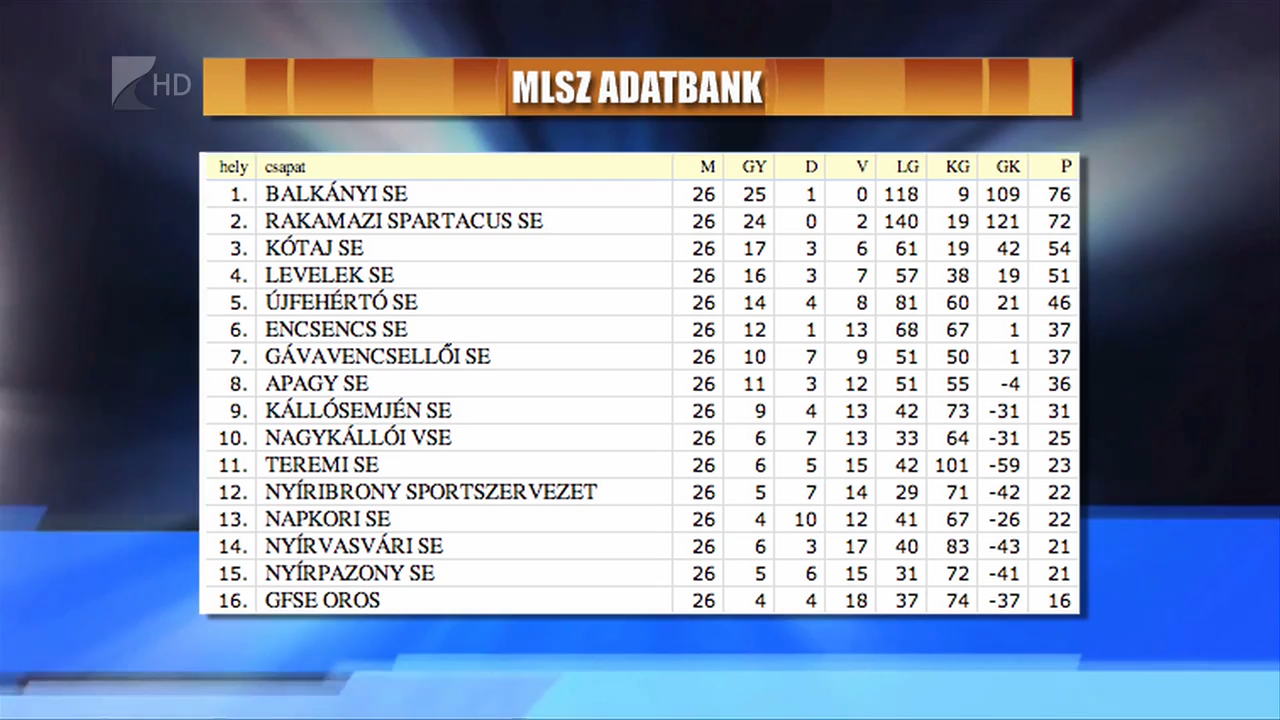 HD
MLSZ ADATBANK
hely csapat M GY D V LG KG GK P
1. BALKÁNYI SE 26 25 1 0 118 9 109 76
2. RAKAMAZI SPARTACUS SE 26 24 0 2 140 19 121 72
3. KÓTAJ SE 26 17 3 6 61 19 42 54
4. LEVELEK SE 26 16 3 7 57 38 19 51
5. ÚJFEHÉRTÓ SE 26 14 4 8 81 60 21 46
6. ENCSENCS SE 26 12 1 13 68 67 1 37
7. GÁVAVENCSELLŐI SE 26 10 7 9 51 50 1 37
8. APAGY SE 26 11 3 12 51 55 -4 36
9. KÁLLÓSEMJÉN SE 26 9 4 13 42 73 -31 31
10. NAGYKÁLLÓI VSE 26 6 7 13 33 64 -31 25
11. TEREMI SE 26 6 5 15 42 101 -59 23
12. NYÍRIBRONY SPORTSZERVEZET 26 5 7 14 29 71 -42 22
13. NAPKORI SE 26 4 10 12 41 67 -26 22
14. NYÍRVASVÁRI SE 26 6 3 17 40 83 -43 21
15. NYÍRPAZONY SE 26 5 6 15 31 72 -41 21
16. GFSE OROS 26 4 4 18 37 74 -37 16